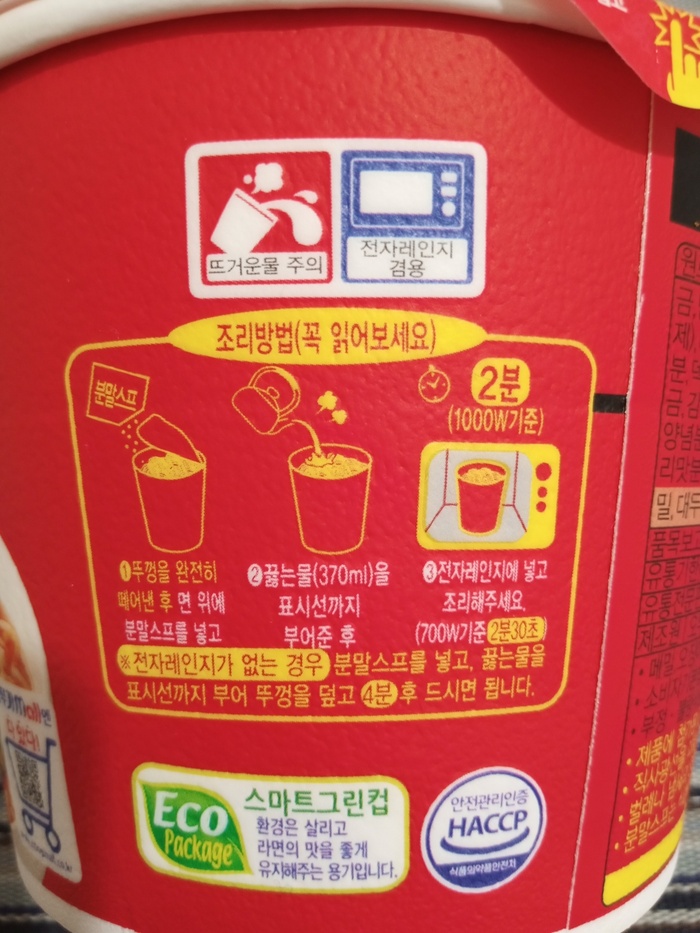 뜨거운물 주의
전자레인지
겸용
조리방법(꼭 읽어보세요)
분말스프
2분
(1000W기준)
❶뚜껑을 완전히
떼어낸 후 면 위에
분말스프를 넣고
❷끓는물(370ml)을
표시선까지
부어준 후
❸전자레인지에 넣고
조리해주세요.
(700W기준 2분30초)
※전자레인지가 없는 경우 분말스프를 넣고, 끓는물을
표시선까지 부어 뚜껑을 덮고 4분 후 드시면 됩니다.
Eco
Package
스마트그린컵
환경은 살리고
라면의 맛을 좋게
유지해주는 용기입니다.
안전관리인증
HACCP
식품의약품안전처
다 있다!
밀, 대두